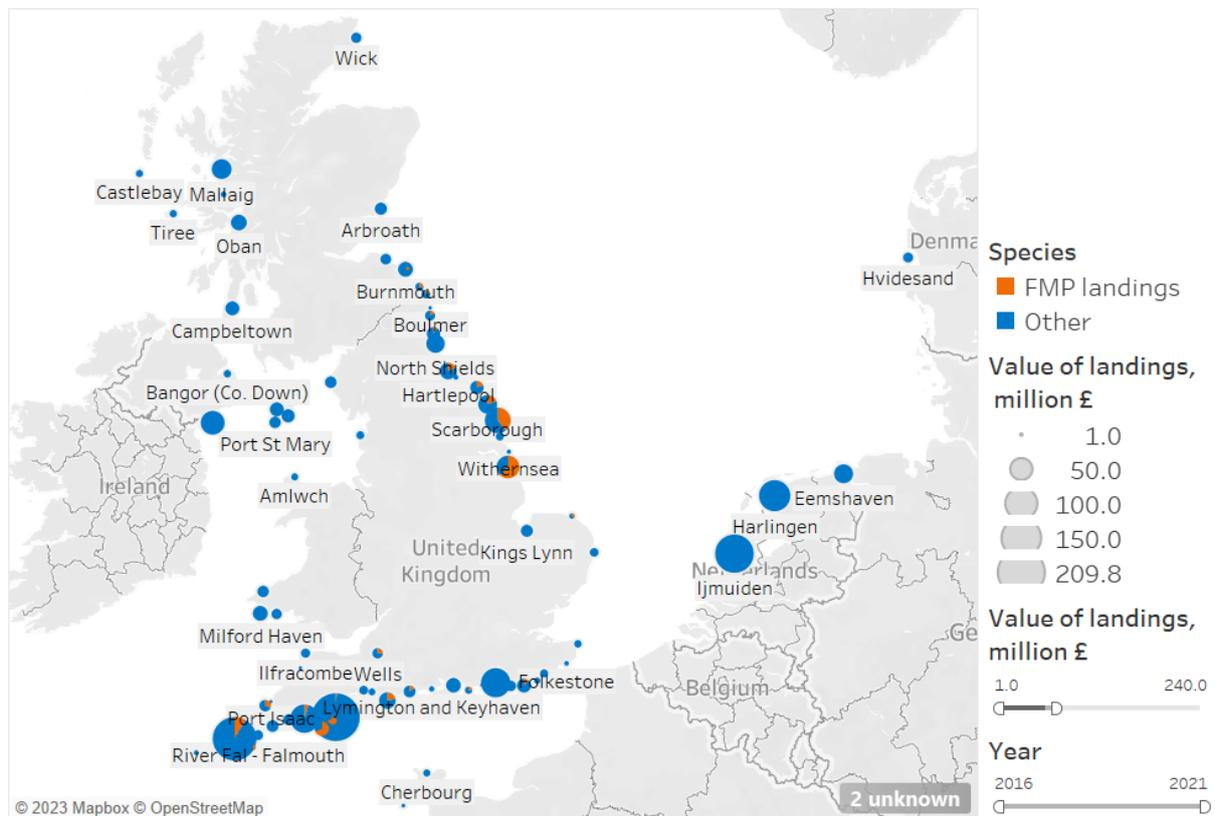 Wick
Castlebay
Mallaig
Tiree
Oban
Arbroath
Denma
Hvidesand
Burnmouth
Campbeltown
Boulmer
North Shields
Bangor (Co. Down)
Hartlepool
Port St Mary
Scarborough
Withernsea
Ireland
Amlwch
Eemshaven
Harlingen
United
Kingdom
Kings Lynn
Netherlands
Ijmuiden
Milford Haven
Ge
Ilfracombe
Wells
Folkestone
Belgium
Lymington and Keyhaven
Port Isaac
River Fal - Falmouth
Cherbourg
2 unknown
© 2023 Mapbox © OpenStreetMap
Species
FMP landings
Other
Value of landings,
million £
1.0
50.0
100.0
150.0
209.8
Value of landings,
million £
1.0 240.0
Year
2016 2021